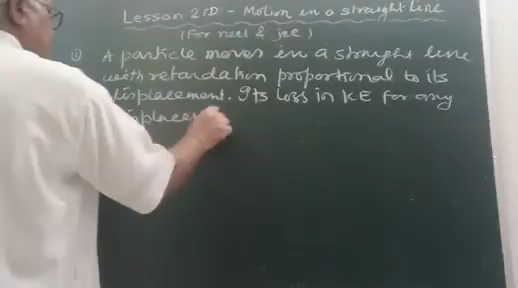 Lesson 2(D) - Motion in a straight line
(For neet & jee)
(1) A particle moves in a straight line
with retardation proportional to its
displacement. Its loss in KE for any